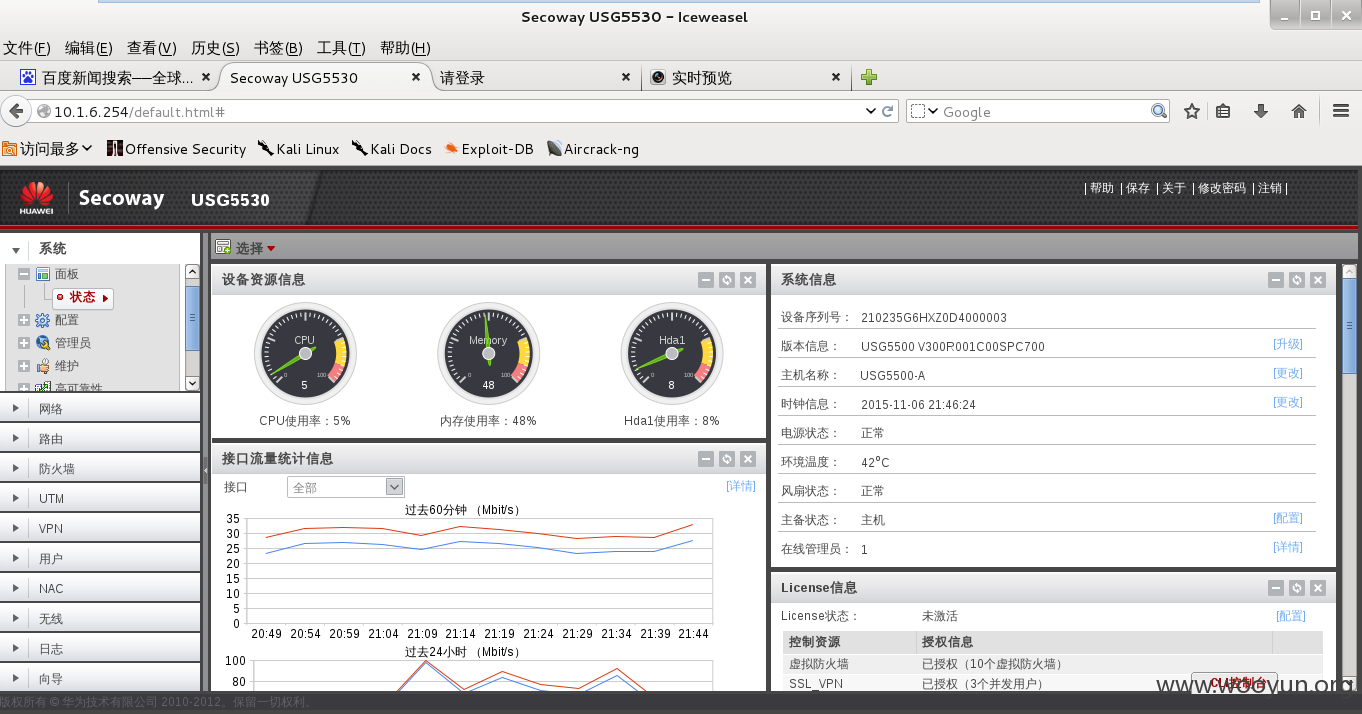 Secoway USG5530 - Iceweasel
文件(F) 编辑(E) 查看(V) 历史(S) 书签(B) 工具(T) 帮助(H)
百度新闻搜索——全球... Secoway USG5530 请登录 实时预览
10.1.6.254/default.html# Google
访问最多 Offensive Security Kali Linux Kali Docs Exploit-DB Aircrack-ng
HUAWEI Secoway USG5530 | 帮助 | 保存 | 关于 | 修改密码 | 注销 |
系统
面板
状态
配置
管理员
维护
高可靠性
网络
路由
防火墙
UTM
VPN
用户
NAC
无线
日志
向导
选择
设备资源信息
CPU 0 100 5
Memory 0 100 48
Hda1 0 100 8
CPU使用率：5% 内存使用率：48% Hda1使用率：8%
接口流量统计信息
接口 全部 [详情]
过去60分钟 （Mbit/s）
35
30
25
20
15
10
5
0
20:49 20:54 20:59 21:04 21:09 21:14 21:19 21:24 21:29 21:34 21:39 21:44
过去24小时 （Mbit/s）
100
80
系统信息
设备序列号： 210235G6HXZ0D4000003
版本信息： USG5500 V300R001C00SPC700 [升级]
主机名称： USG5500-A [更改]
时钟信息： 2015-11-06 21:46:24 [更改]
电源状态： 正常
环境温度： 42°C
风扇状态： 正常
主备状态： 主机 [配置]
在线管理员： 1 [详情]
License信息
License状态： 未激活 [配置]
控制资源 授权信息
虚拟防火墙 已授权（10个虚拟防火墙）
SSL_VPN 已授权（3个并发用户）
CLI控制台
www.wooyun.org
版权所有 © 华为技术有限公司 2010-2012。保留一切权利。